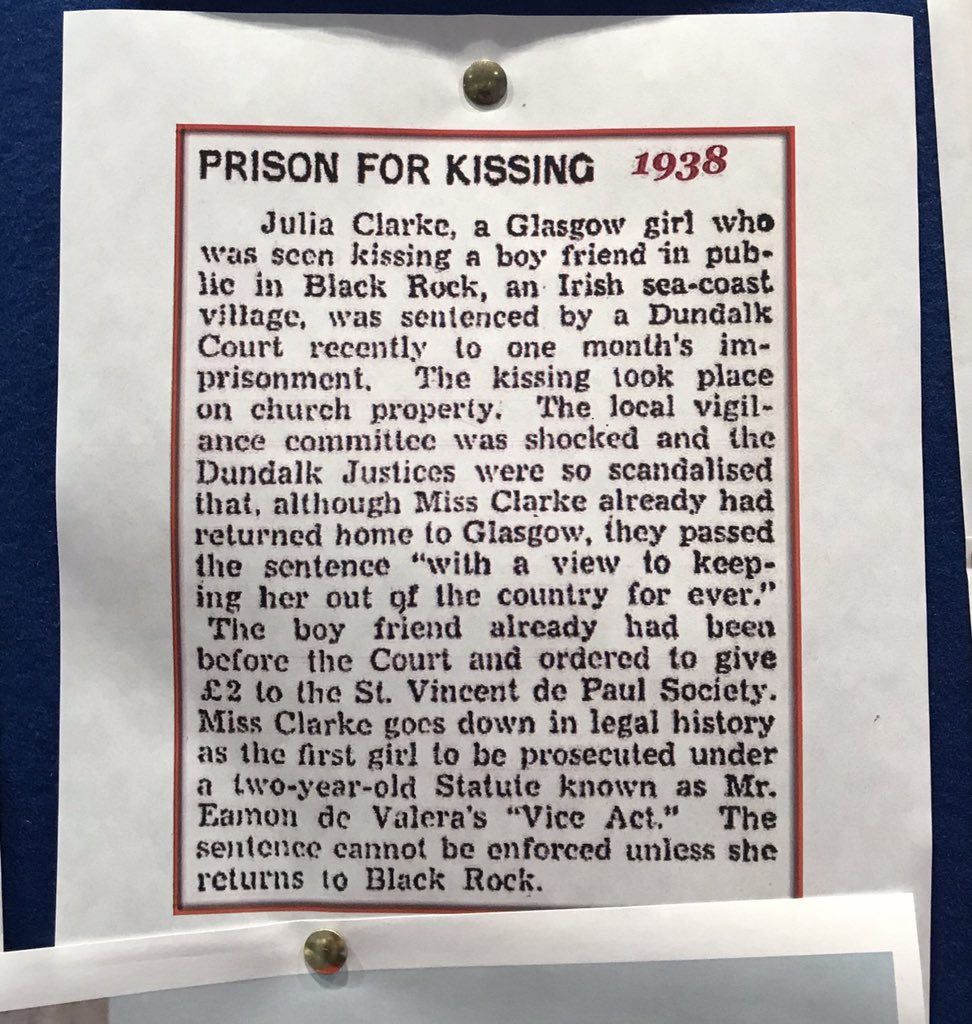 PRISON FOR KISSING 1938
Julia Clarke, a Glasgow girl who
was seen kissing a boy friend in pub-
lic in Black Rock, an Irish sea-coast
village, was sentenced by a Dundalk
Court recently to one month's im-
prisonment. The kissing took place
on church property. The local vigil-
ance committee was shocked and the
Dundalk Justices were so scandalised
that, although Miss Clarke already had
returned home to Glasgow, they passed
the sentence "with a view to keep-
ing her out of the country for ever."
The boy friend already had been
before the Court and ordered to give
£2 to the St. Vincent de Paul Society.
Miss Clarke goes down in legal history
as the first girl to be prosecuted under
a two-year-old Statute known as Mr.
Eamon de Valera's "Vice Act." The
sentence cannot be enforced unless she
returns to Black Rock.